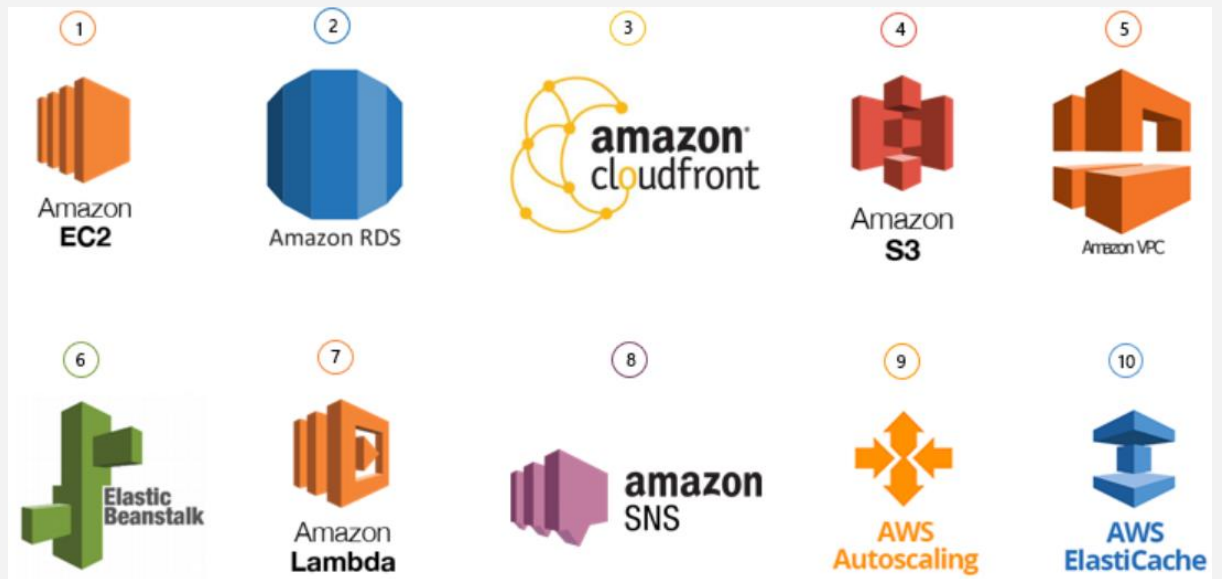 1
2
3
4
5
Amazon
EC2
Amazon RDS
amazon
cloudfront
Amazon
S3
Amazon VPC
6
7
8
9
10
Elastic
Beanstalk
Amazon
Lambda
amazon
SNS
AWS
Autoscaling
AWS
ElastiCache